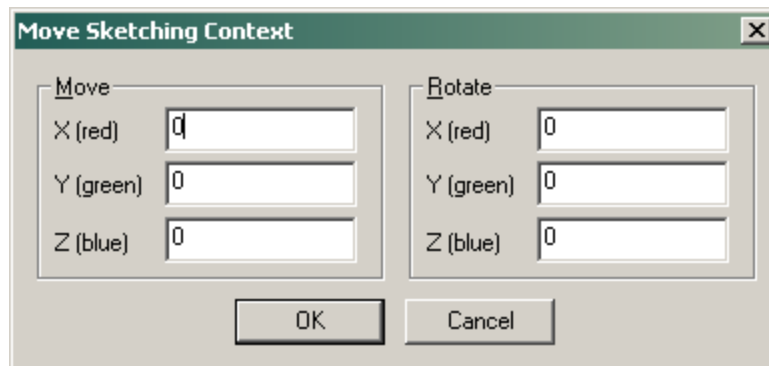 Move Sketching Context
Move
X (red) 0
Y (green) 0
Z (blue) 0
Rotate
X (red) 0
Y (green) 0
Z (blue) 0
OK Cancel